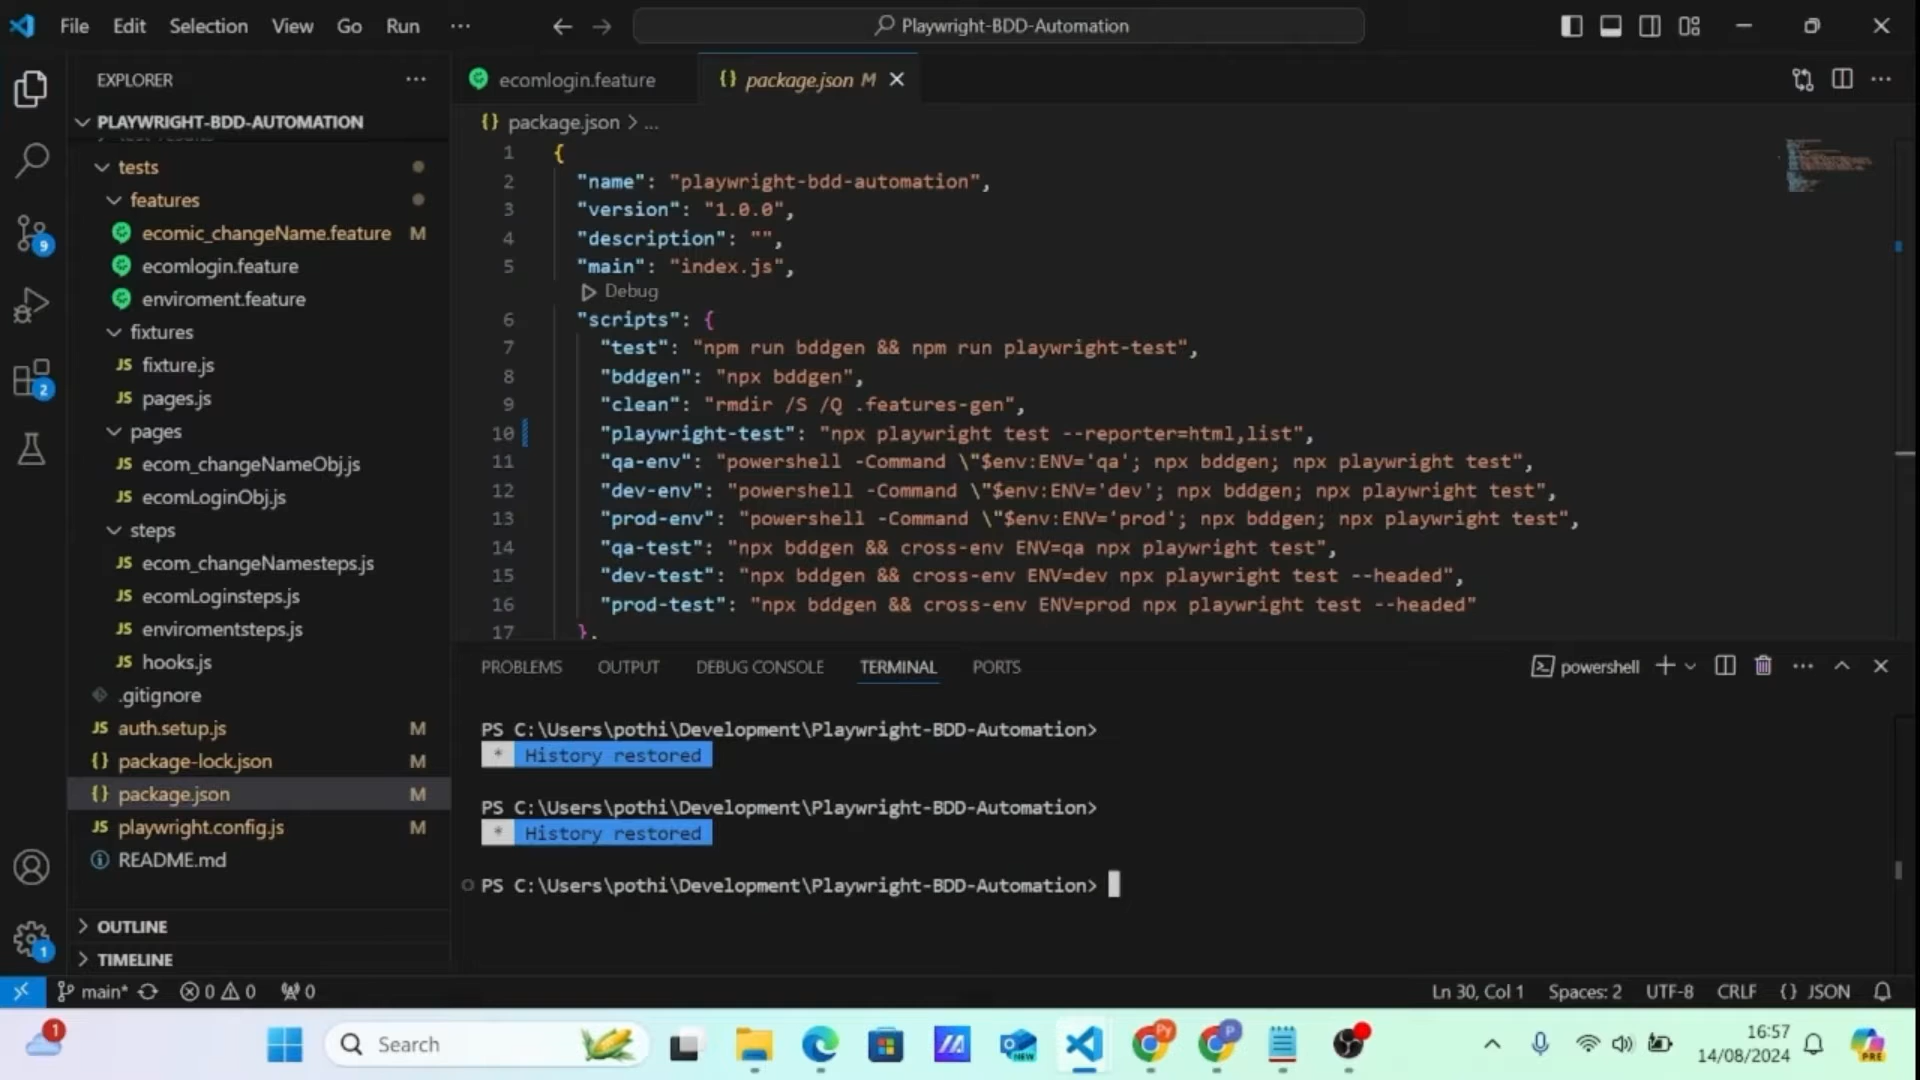 File Edit Selection View Go Run ···
Playwright-BDD-Automation
EXPLORER
PLAYWRIGHT-BDD-AUTOMATION
tests
features
ecomic_changeName.feature M
ecomlogin.feature
enviroment.feature
fixtures
JS fixture.js
JS pages.js
pages
JS ecom_changeNameObj.js
JS ecomLoginObj.js
steps
JS ecom_changeNamesteps.js
JS ecomLoginsteps.js
JS enviromentsteps.js
JS hooks.js
.gitignore
JS auth.setup.js M
{} package-lock.json M
{} package.json M
JS playwright.config.js M
README.md
OUTLINE
TIMELINE
9
2
1
ecomlogin.feature
{} package.json M
{} package.json > ...
1 {
2 "name": "playwright-bdd-automation",
3 "version": "1.0.0",
4 "description": "",
5 "main": "index.js",
Debug
6 "scripts": {
7 "test": "npm run bddgen && npm run playwright-test",
8 "bddgen": "npx bddgen",
9 "clean": "rmdir /S /Q .features-gen",
10 "playwright-test": "npx playwright test --reporter=html,list",
11 "qa-env": "powershell -Command \"$env:ENV='qa'; npx bddgen; npx playwright test",
12 "dev-env": "powershell -Command \"$env:ENV='dev'; npx bddgen; npx playwright test",
13 "prod-env": "powershell -Command \"$env:ENV='prod'; npx bddgen; npx playwright test",
14 "qa-test": "npx bddgen && cross-env ENV=qa npx playwright test",
15 "dev-test": "npx bddgen && cross-env ENV=dev npx playwright test --headed",
16 "prod-test": "npx bddgen && cross-env ENV=prod npx playwright test --headed"
17 },
PROBLEMS OUTPUT DEBUG CONSOLE TERMINAL PORTS
powershell
PS C:\Users\pothi\Development\Playwright-BDD-Automation>
* History restored
PS C:\Users\pothi\Development\Playwright-BDD-Automation>
* History restored
PS C:\Users\pothi\Development\Playwright-BDD-Automation>
main* 0 0 0
Ln 30, Col 1 Spaces: 2 UTF-8 CRLF {} JSON
1
Search
NEW
Py
P
16:57
14/08/2024
PRE